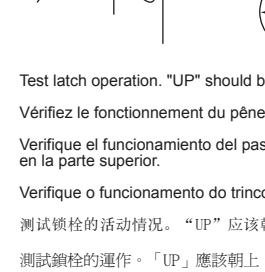 Test latch operation. "UP" should
Vérifiez le fonctionnement du pêne
Verifique el funcionamiento del
en la parte superior.
Verifique o funcionamento do
测试锁栓的活动情况。“UP”应该
測試鎖栓的運作。「UP」應該朝上